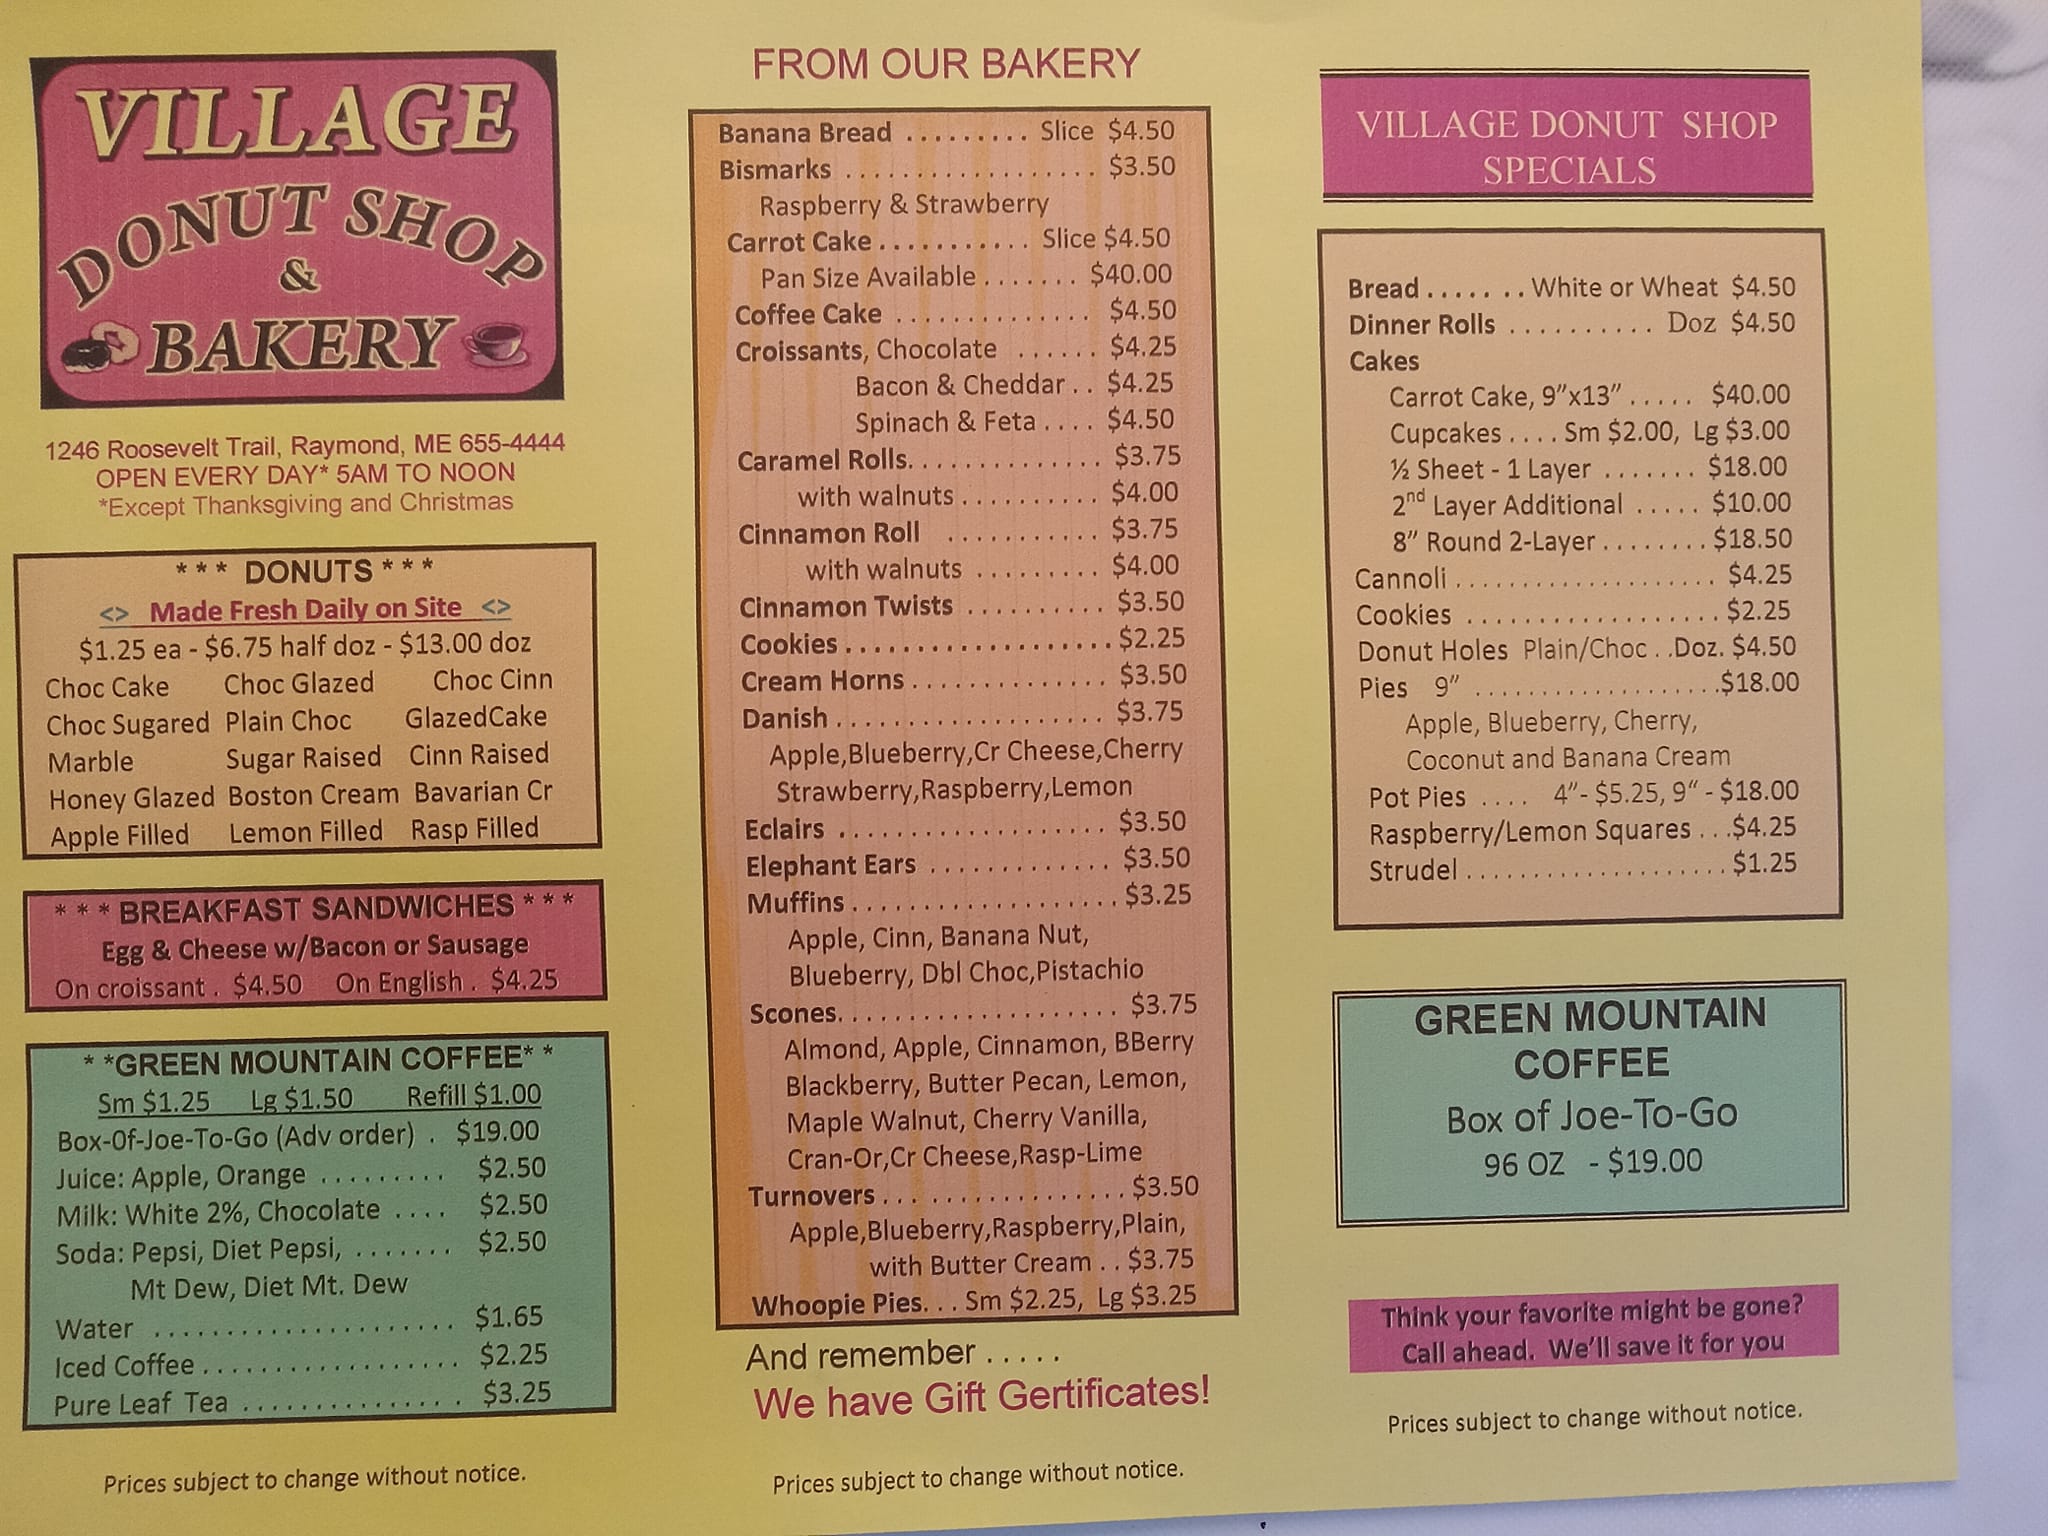 VILLAGE
DONUT SHOP
&
BAKERY
1246 Roosevelt Trail, Raymond, ME 655-4444
OPEN EVERY DAY* 5AM TO NOON
*Except Thanksgiving and Christmas
* * * DONUTS * * *
<> Made Fresh Daily on Site <>
$1.25 ea - $6.75 half doz - $13.00 doz
Choc Cake Choc Glazed Choc Cinn
Choc Sugared Plain Choc GlazedCake
Marble Sugar Raised Cinn Raised
Honey Glazed Boston Cream Bavarian Cr
Apple Filled Lemon Filled Rasp Filled
* * * BREAKFAST SANDWICHES * * *
Egg & Cheese w/Bacon or Sausage
On croissant . $4.50 On English . $4.25
* *GREEN MOUNTAIN COFFEE* *
Sm $1.25 Lg $1.50 Refill $1.00
Box-0f-Joe-To-Go (Adv order) . $19.00
Juice: Apple, Orange . . . . . . . . . $2.50
Milk: White 2%, Chocolate . . . . $2.50
Soda: Pepsi, Diet Pepsi, . . . . . . . $2.50
Mt Dew, Diet Mt. Dew
Water . . . . . . . . . . . . . . . . . . . . . $1.65
Iced Coffee . . . . . . . . . . . . . . . . . . $2.25
Pure Leaf Tea . . . . . . . . . . . . . . . $3.25
Prices subject to change without notice.
FROM OUR BAKERY
Banana Bread . . . . . . . . . Slice $4.50
Bismarks . . . . . . . . . . . . . . . . . . $3.50
Raspberry & Strawberry
Carrot Cake . . . . . . . . . . . Slice $4.50
Pan Size Available . . . . . . . $40.00
Coffee Cake . . . . . . . . . . . . . . $4.50
Croissants, Chocolate . . . . . . $4.25
Bacon & Cheddar . . $4.25
Spinach & Feta . . . . $4.50
Caramel Rolls. . . . . . . . . . . . . . $3.75
with walnuts . . . . . . . . . . $4.00
Cinnamon Roll . . . . . . . . . . . $3.75
with walnuts . . . . . . . . . $4.00
Cinnamon Twists . . . . . . . . . . $3.50
Cookies . . . . . . . . . . . . . . . . . . . $2.25
Cream Horns . . . . . . . . . . . . . . $3.50
Danish . . . . . . . . . . . . . . . . . . . $3.75
Apple,Blueberry,Cr Cheese,Cherry
Strawberry,Raspberry,Lemon
Eclairs . . . . . . . . . . . . . . . . . . . $3.50
Elephant Ears . . . . . . . . . . . . . $3.50
Muffins . . . . . . . . . . . . . . . . . . . $3.25
Apple, Cinn, Banana Nut,
Blueberry, Dbl Choc,Pistachio
Scones. . . . . . . . . . . . . . . . . . . . $3.75
Almond, Apple, Cinnamon, BBerry
Blackberry, Butter Pecan, Lemon,
Maple Walnut, Cherry Vanilla,
Cran-Or,Cr Cheese,Rasp-Lime
Turnovers . . . . . . . . . . . . . . . . . $3.50
Apple,Blueberry,Raspberry,Plain,
with Butter Cream . . $3.75
Whoopie Pies. . . Sm $2.25, Lg $3.25
And remember . . . . .
We have Gift Gertificates!
Prices subject to change without notice.
VILLAGE DONUT SHOP
SPECIALS
Bread . . . . . . . White or Wheat $4.50
Dinner Rolls . . . . . . . . . . Doz $4.50
Cakes
Carrot Cake, 9”x13” . . . . . $40.00
Cupcakes . . . . Sm $2.00, Lg $3.00
½ Sheet - 1 Layer . . . . . . . $18.00
2nd Layer Additional . . . . . $10.00
8” Round 2-Layer . . . . . . . . $18.50
Cannoli . . . . . . . . . . . . . . . . . . . . $4.25
Cookies . . . . . . . . . . . . . . . . . . . $2.25
Donut Holes Plain/Choc . .Doz. $4.50
Pies 9” . . . . . . . . . . . . . . . . . . .$18.00
Apple, Blueberry, Cherry,
Coconut and Banana Cream
Pot Pies . . . . 4”- $5.25, 9“ - $18.00
Raspberry/Lemon Squares . . .$4.25
Strudel . . . . . . . . . . . . . . . . . . . . $1.25
GREEN MOUNTAIN
COFFEE
Box of Joe-To-Go
96 OZ - $19.00
Think your favorite might be gone?
Call ahead. We’ll save it for you
Prices subject to change without notice.